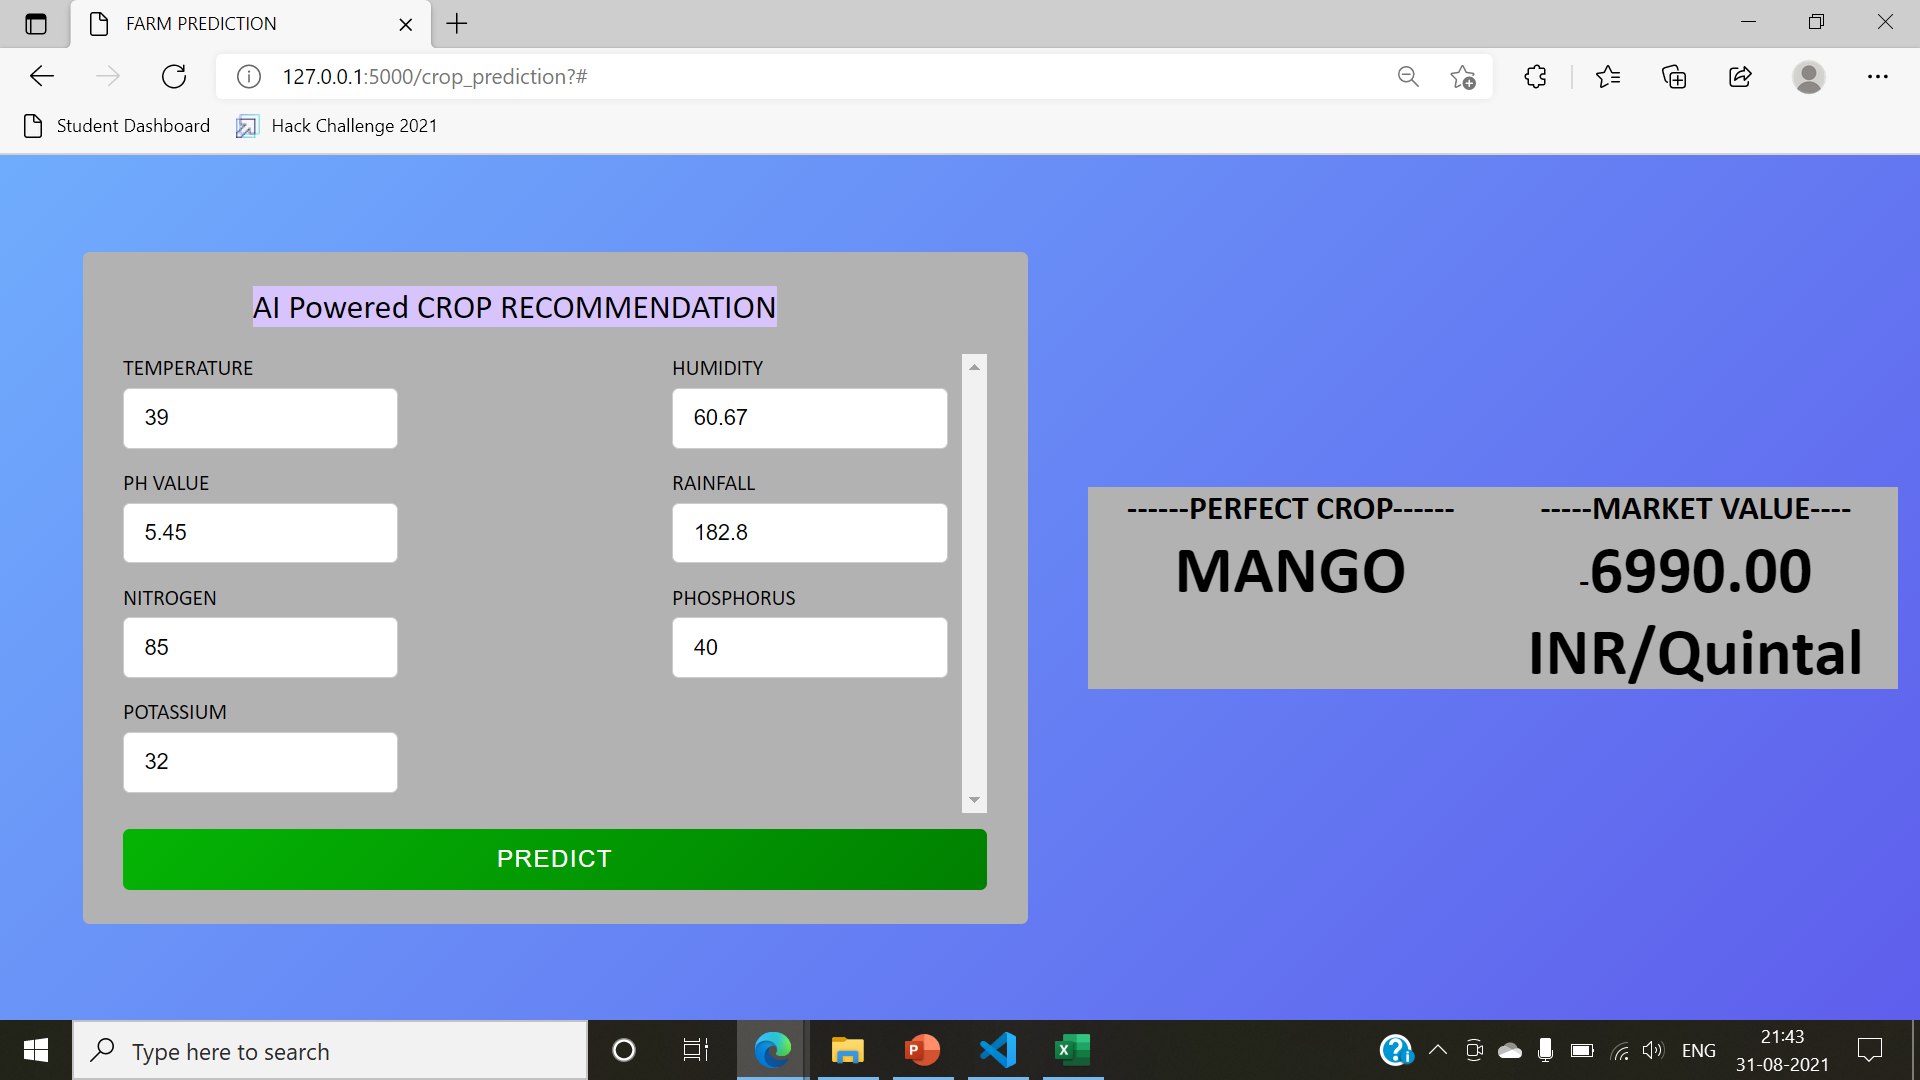 FARM PREDICTION
127.0.0.1:5000/crop_prediction?#
Student Dashboard
Hack Challenge 2021
AI Powered CROP RECOMMENDATION
TEMPERATURE
HUMIDITY
39
60.67
PH VALUE
RAINFALL
5.45
182.8
NITROGEN
PHOSPHORUS
85
40
POTASSIUM
32
PREDICT
------PERFECT CROP------
-----MARKET VALUE----
MANGO
-6990.00
INR/Quintal
Type here to search
P
X
ENG
21:43
31-08-2021